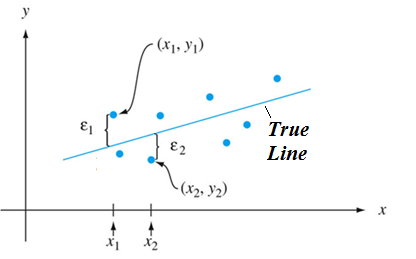 y
(x₁, y₁)
ε₁
ε₂
True
Line
(x₂, y₂)
x
x₁ x₂